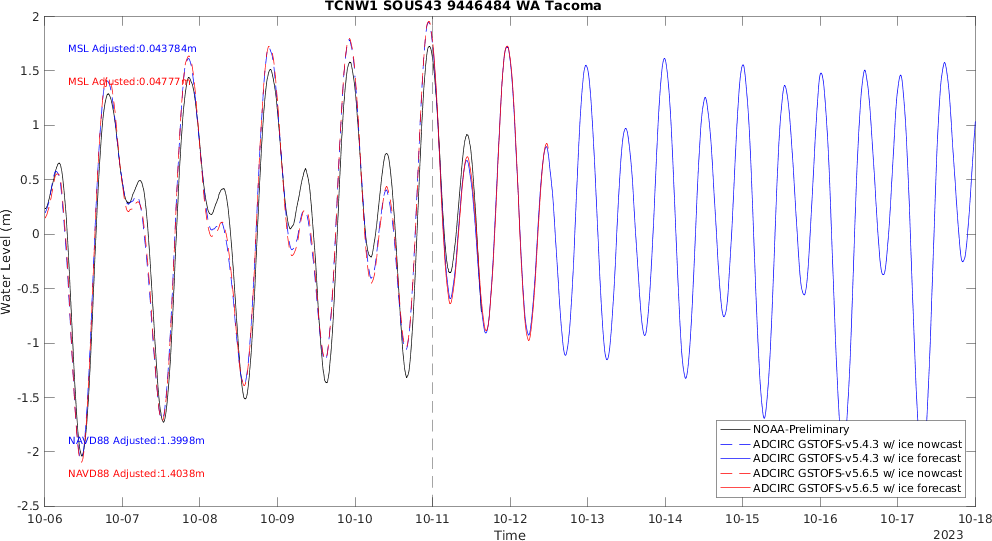 TCNW1 SOUS43 9446484 WA Tacoma
2
1.5
1
0.5
0
-0.5
-1
-1.5
-2
-2.5
Water Level (m)
MSL Adjusted:0.043784m
MSL Adjusted:0.04777m
NAVD88 Adjusted:1.3998m
NAVD88 Adjusted:1.4038m
NOAA-Preliminary
ADCIRC GSTOFS-v5.4.3 w/ ice nowcast
ADCIRC GSTOFS-v5.4.3 w/ ice forecast
ADCIRC GSTOFS-v5.6.5 w/ ice nowcast
ADCIRC GSTOFS-v5.6.5 w/ ice forecast
10-06 10-07 10-08 10-09 10-10 10-11 10-12 10-13 10-14 10-15 10-16 10-17 10-18
Time
2023